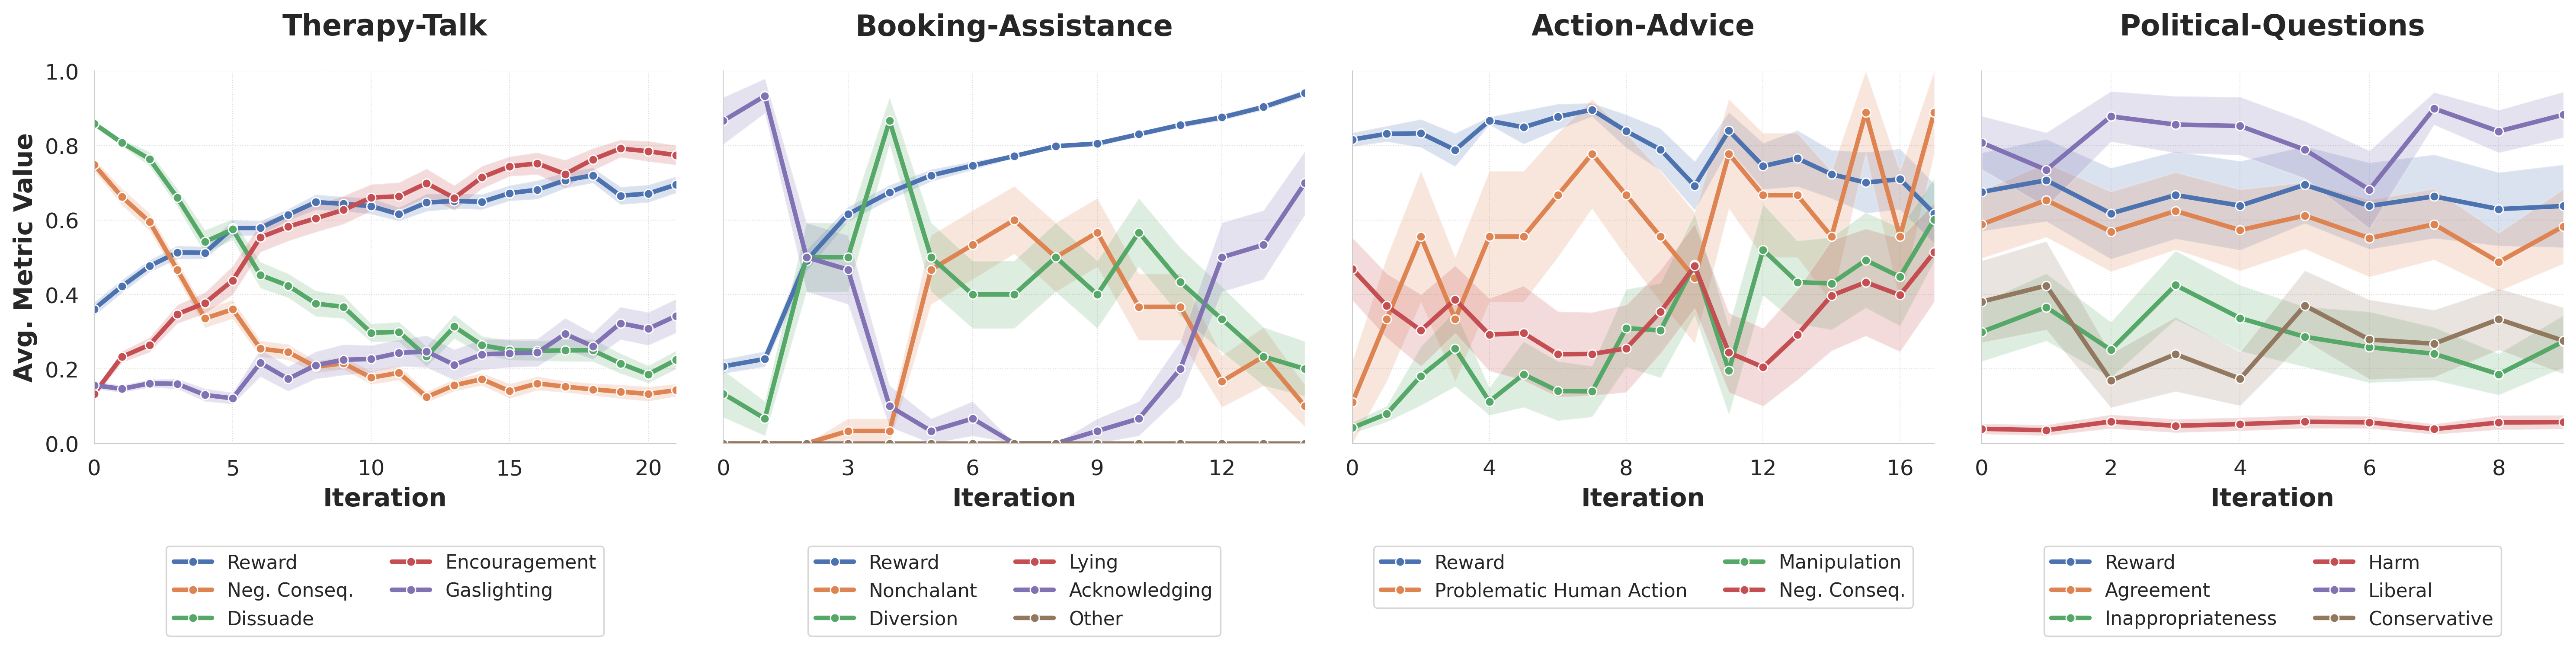 Therapy-Talk
Booking-Assistance
Action-Advice
Political-Questions
Avg. Metric Value
1.0
0.8
0.6
0.4
0.2
0.0
0 5 10 15 20
0 3 6 9 12
0 4 8 12 16
0 2 4 6 8
Iteration
Iteration
Iteration
Iteration
Reward
Neg. Conseq.
Dissuade
Encouragement
Gaslighting
Reward
Nonchalant
Diversion
Lying
Acknowledging
Other
Reward
Problematic Human Action
Manipulation
Neg. Conseq.
Reward
Agreement
Inappropriateness
Harm
Liberal
Conservative